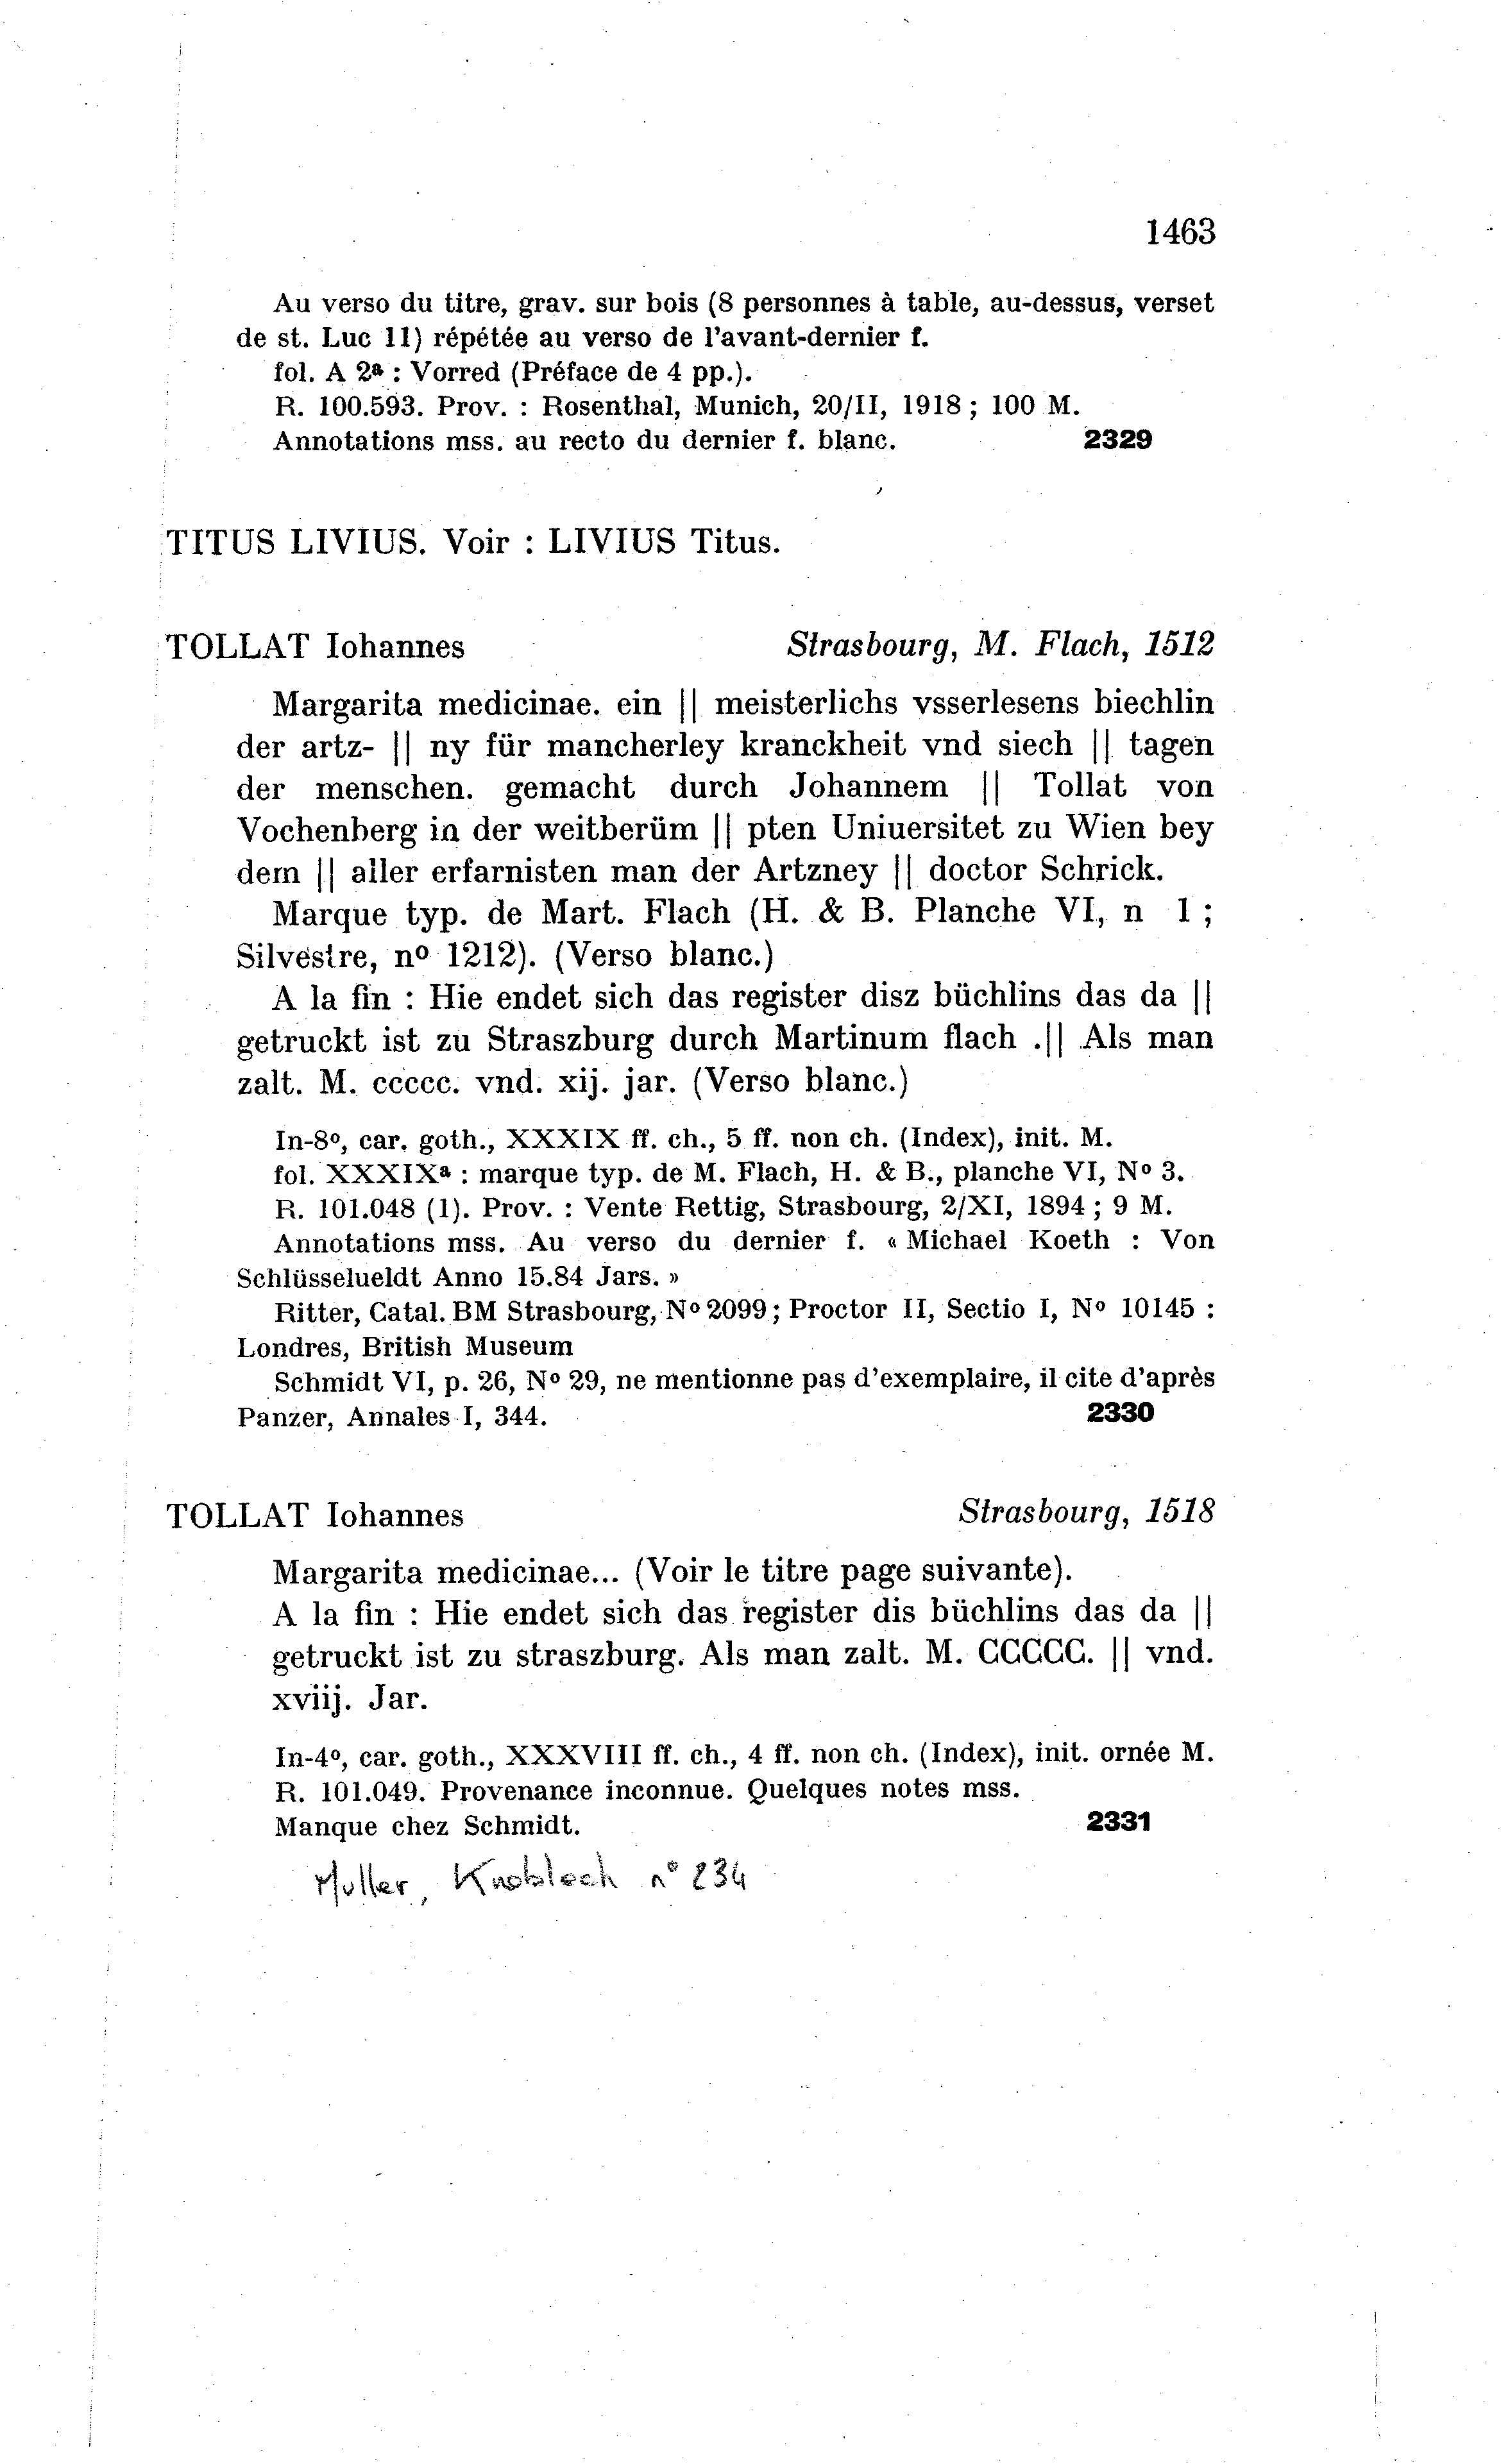 1463
Au verso du titre, grav. sur bois (8 personnes à table, au-dessus, verset
de st. Luc 11) répétée au verso de l'avant-dernier f.
fol. A 2ª : Vorred (Préface de 4 pp.).
R. 100.593. Prov. : Rosenthal, Munich, 20/II, 1918 ; 100 M.
Annotations mss. au recto du dernier f. blanc. 2329
TITUS LIVIUS. Voir : LIVIUS Titus.
TOLLAT Iohannes Strasbourg, M. Flach, 1512
Margarita medicinae. ein || meisterlichs vsserlesens biechlin
der artz- || ny für mancherley kranckheit vnd siech || tagen
der menschen. gemacht durch Johannem || Tollat von
Vochenberg in der weitberüm || pten Uniuersitet zu Wien bey
dem || aller erfarnisten man der Artzney || doctor Schrick.
Marque typ. de Mart. Flach (H. & B. Planche VI, n 1 ;
Silvestre, nº 1212). (Verso blanc.)
A la fin : Hie endet sich das register disz büchlins das da ||
getruckt ist zu Straszburg durch Martinum flach .|| Als man
zalt. M. ccccc. vnd. xij. jar. (Verso blanc.)
In-8º, car. goth., XXXIX ff. ch., 5 ff. non ch. (Index), init. M.
fol. XXXIXª : marque typ. de M. Flach, H. & B., planche VI, Nº 3.
R. 101.048 (1). Prov. : Vente Rettig, Strasbourg, 2/XI, 1894 ; 9 M.
Annotations mss. Au verso du dernier f. « Michael Koeth : Von
Schlüsselueldt Anno 15.84 Jars. »
Ritter, Catal. BM Strasbourg, Nº 2099 ; Proctor II, Sectio I, Nº 10145 :
Londres, British Museum
Schmidt VI, p. 26, Nº 29, ne mentionne pas d'exemplaire, il cite d'après
Panzer, Annales I, 344. 2330
TOLLAT Iohannes Strasbourg, 1518
Margarita medicinae... (Voir le titre page suivante).
A la fin : Hie endet sich das register dis büchlins das da ||
getruckt ist zu straszburg. Als man zalt. M. CCCCC. || vnd.
xviij. Jar.
In-4º, car. goth., XXXVIII ff. ch., 4 ff. non ch. (Index), init. ornée M.
R. 101.049. Provenance inconnue. Quelques notes mss.
Manque chez Schmidt. 2331
Muller, Knobloch nº 234